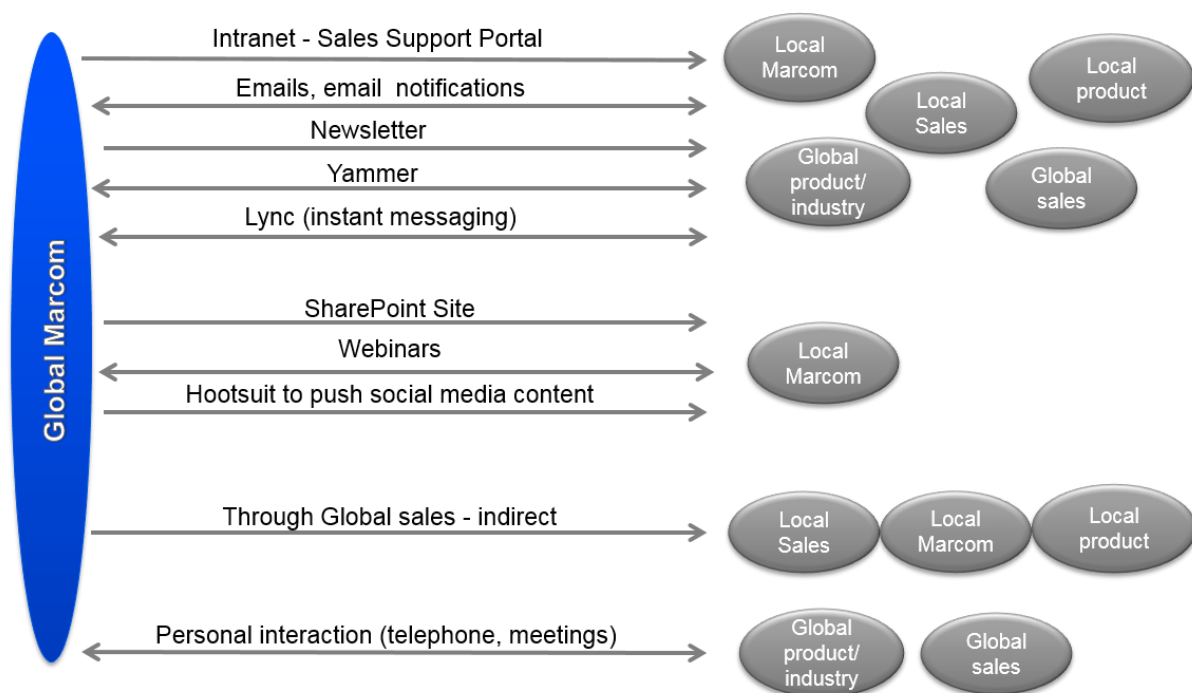 Global Marcom
Intranet - Sales Support Portal
Emails, email notifications
Newsletter
Yammer
Lync (instant messaging)
Local
Marcom
Local
product
Local
Sales
Global
product/
industry
Global
sales
SharePoint Site
Webinars
Hootsuit to push social media content
Local
Marcom
Through Global sales - indirect
Local
Sales
Local
Marcom
Local
product
Personal interaction (telephone, meetings)
Global
product/
industry
Global
sales